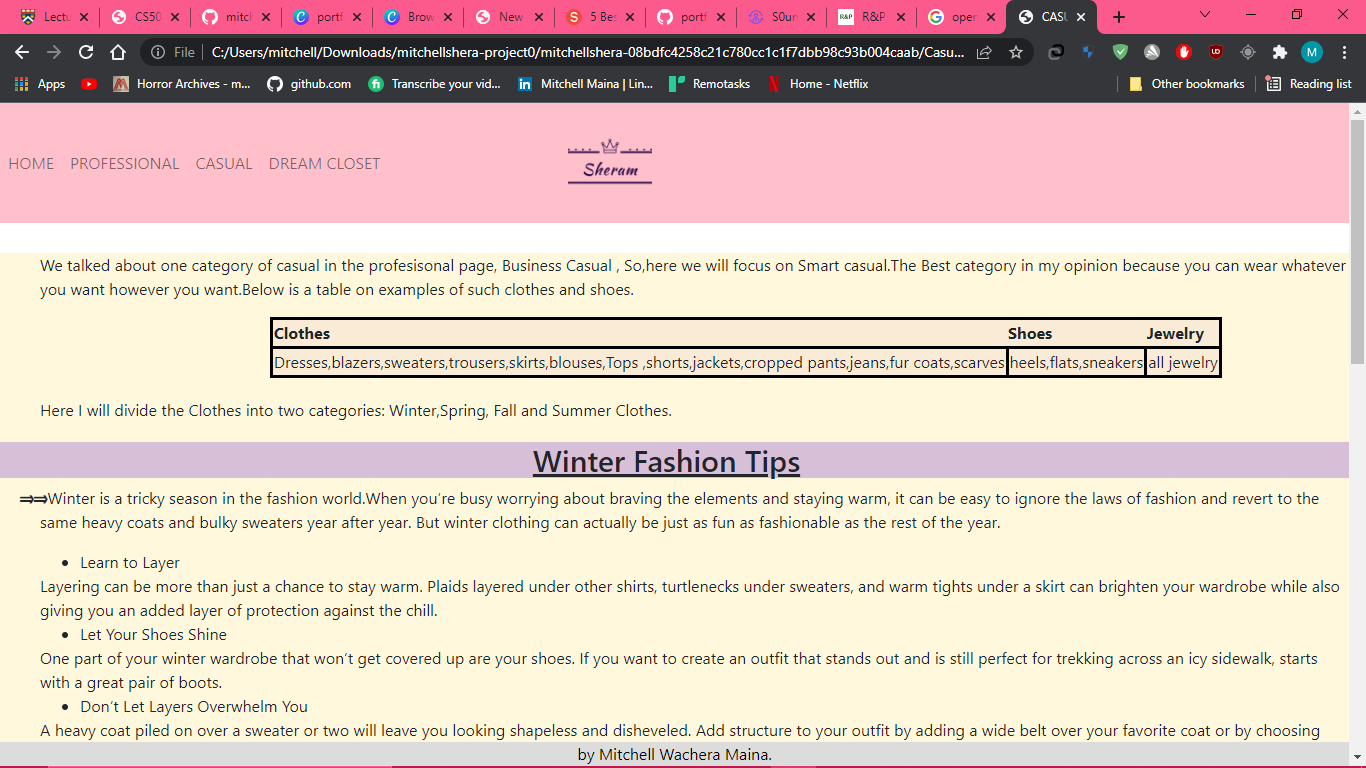 Lectu
CS50
mitch
portf
Brow
New
5 Bes
portf
S0ur
R&P
R&P
oper
CASU
File
C:/Users/mitchell/Downloads/mitchellshera-project0/mitchellshera-08bdfc4258c21c780cc1c1f7dbb98c93b004caab/Casu...
M
Apps
Horror Archives - m...
github.com
Transcribe your vid...
Mitchell Maina | Lin...
Remotasks
Home - Netflix
Other bookmarks
Reading list
HOME PROFESSIONAL CASUAL DREAM CLOSET
Sheram
We talked about one category of casual in the profesisonal page, Business Casual , So,here we will focus on Smart casual.The Best category in my opinion because you can wear whatever
you want however you want.Below is a table on examples of such clothes and shoes.
Clothes Shoes Jewelry
Dresses,blazers,sweaters,trousers,skirts,blouses,Tops ,shorts,jackets,cropped pants,jeans,fur coats,scarves heels,flats,sneakers all jewelry
Here I will divide the Clothes into two categories: Winter,Spring, Fall and Summer Clothes.
Winter Fashion Tips
⇒⇒Winter is a tricky season in the fashion world.When you’re busy worrying about braving the elements and staying warm, it can be easy to ignore the laws of fashion and revert to the
same heavy coats and bulky sweaters year after year. But winter clothing can actually be just as fun as fashionable as the rest of the year.
• Learn to Layer
Layering can be more than just a chance to stay warm. Plaids layered under other shirts, turtlenecks under sweaters, and warm tights under a skirt can brighten your wardrobe while also
giving you an added layer of protection against the chill.
• Let Your Shoes Shine
One part of your winter wardrobe that won’t get covered up are your shoes. If you want to create an outfit that stands out and is still perfect for trekking across an icy sidewalk, starts
with a great pair of boots.
• Don’t Let Layers Overwhelm You
A heavy coat piled on over a sweater or two will leave you looking shapeless and disheveled. Add structure to your outfit by adding a wide belt over your favorite coat or by choosing
by Mitchell Wachera Maina.